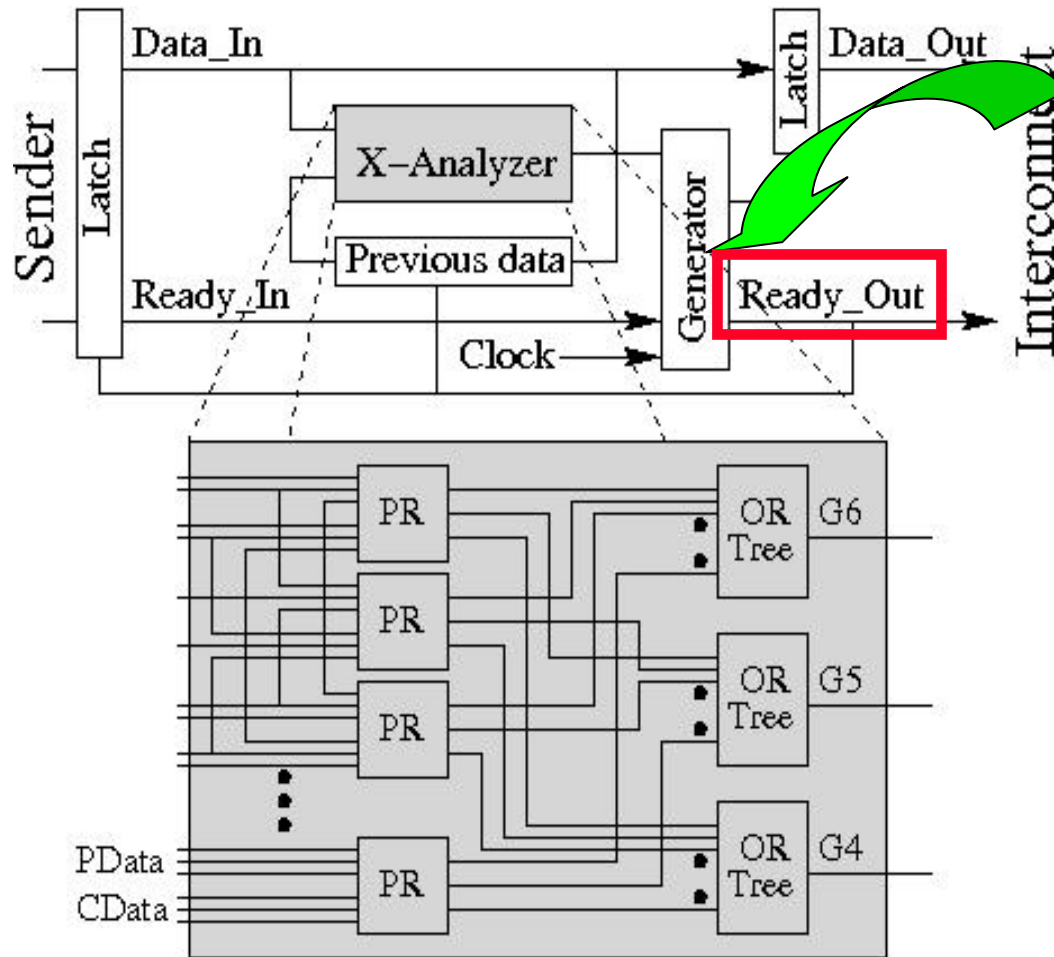 Data_In
Data_Out
Sender
Latch
X-Analyzer
Latch
Interconnect
Previous data
Generator
Ready_In
Ready_Out
Clock
PR
OR
Tree
G6
PR
PR
OR
Tree
G5
PR
OR
Tree
G4
PData
CData